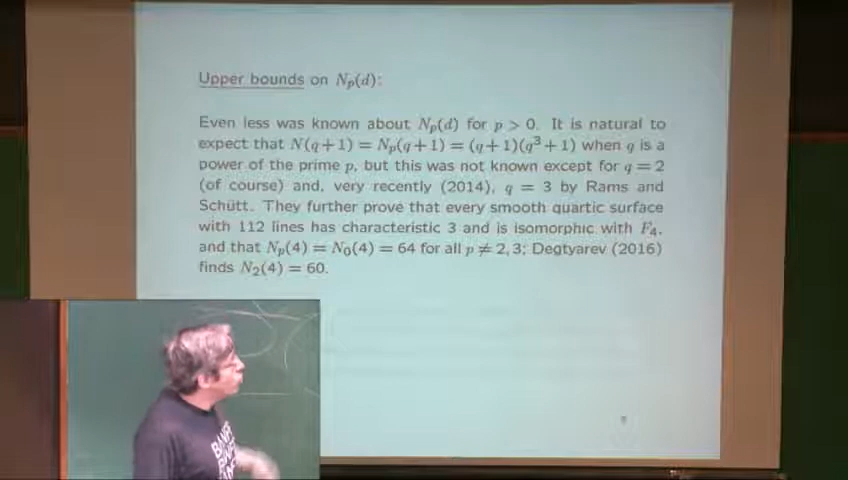 Upper bounds on Nₚ(d):
Even less was known about Nₚ(d) for p > 0. It is natural to
expect that N(q+1) = Nₚ(q+1) = (q+1)(q³+1) when q is a
power of the prime p, but this was not known except for q = 2
(of course) and, very recently (2014), q = 3 by Rams and
Schütt. They further prove that every smooth quartic surface
with 112 lines has characteristic 3 and is isomorphic with F₄,
and that Nₚ(4) = N₀(4) = 64 for all p ≠ 2,3; Degtyarev (2016)
finds N₂(4) = 60.